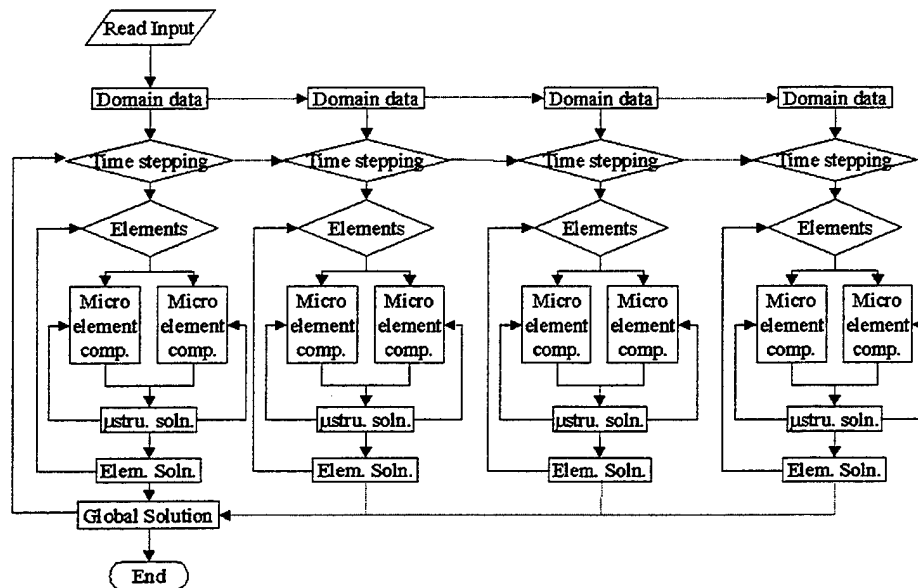 Read Input
Domain data
Domain data
Domain data
Domain data
Time stepping
Time stepping
Time stepping
Time stepping
Elements
Elements
Elements
Elements
Micro
element
comp.
Micro
element
comp.
Micro
element
comp.
Micro
element
comp.
Micro
element
comp.
Micro
element
comp.
Micro
element
comp.
Micro
element
comp.
μstru. soln.
μstru. soln.
μstru. soln.
μstru. soln.
Elem. Soln.
Elem. Soln.
Elem. Soln.
Elem. Soln.
Global Solution
End